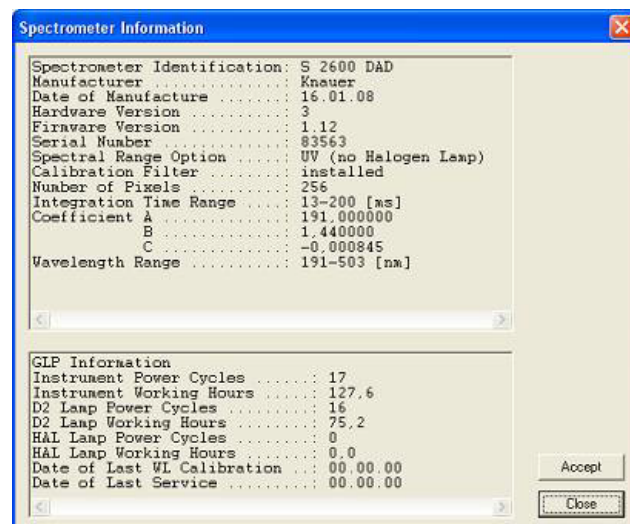 Spectrometer Information
Spectrometer Identification: S 2600 DAD
Manufacturer ...............: Knauer
Date of Manufacture .......: 16.01.08
Hardware Version ...........: 3
Firmware Version ...........: 1.12
Serial Number ..............: 83563
Spectral Range Option .....: UV (no Halogen Lamp)
Calibration Filter .........: installed
Number of Pixels ..........: 256
Integration Time Range ....: 13-200 [ms]
Coefficient A ..............: 191,000000
B ..............: 1,440000
C ..............: -0,000845
Wavelength Range ..........: 191-503 [nm]
GLP Information
Instrument Power Cycles ......: 17
Instrument Working Hours .....: 127,6
D2 Lamp Power Cycles .........: 16
D2 Lamp Working Hours ........: 75,2
HAL Lamp Power Cycles ........: 0
HAL Lamp Working Hours .......: 0,0
Date of Last WL Calibration ..: 00.00.00
Date of Last Service .........: 00.00.00
Accept
Close